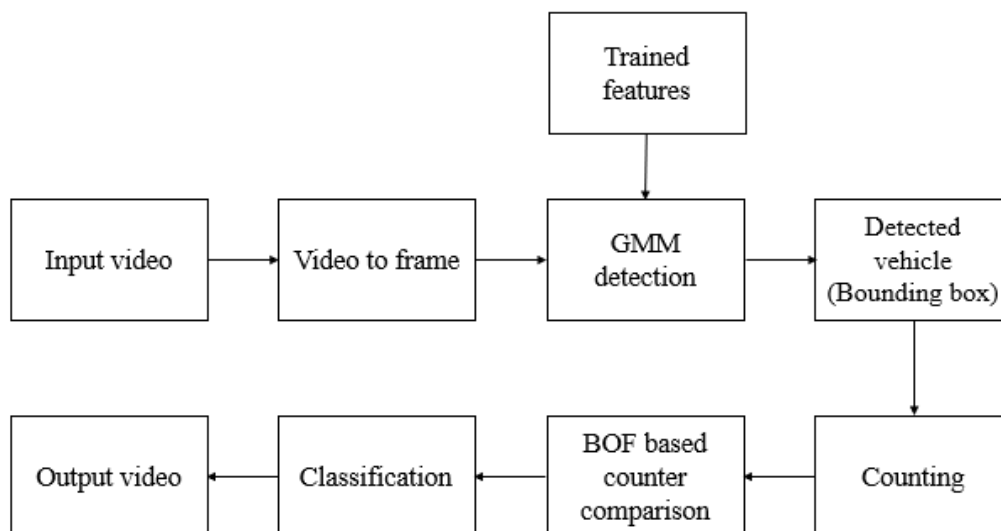 Trained
features
Input video
Video to frame
GMM
detection
Detected
vehicle
(Bounding box)
Output video
Classification
BOF based
counter
comparison
Counting